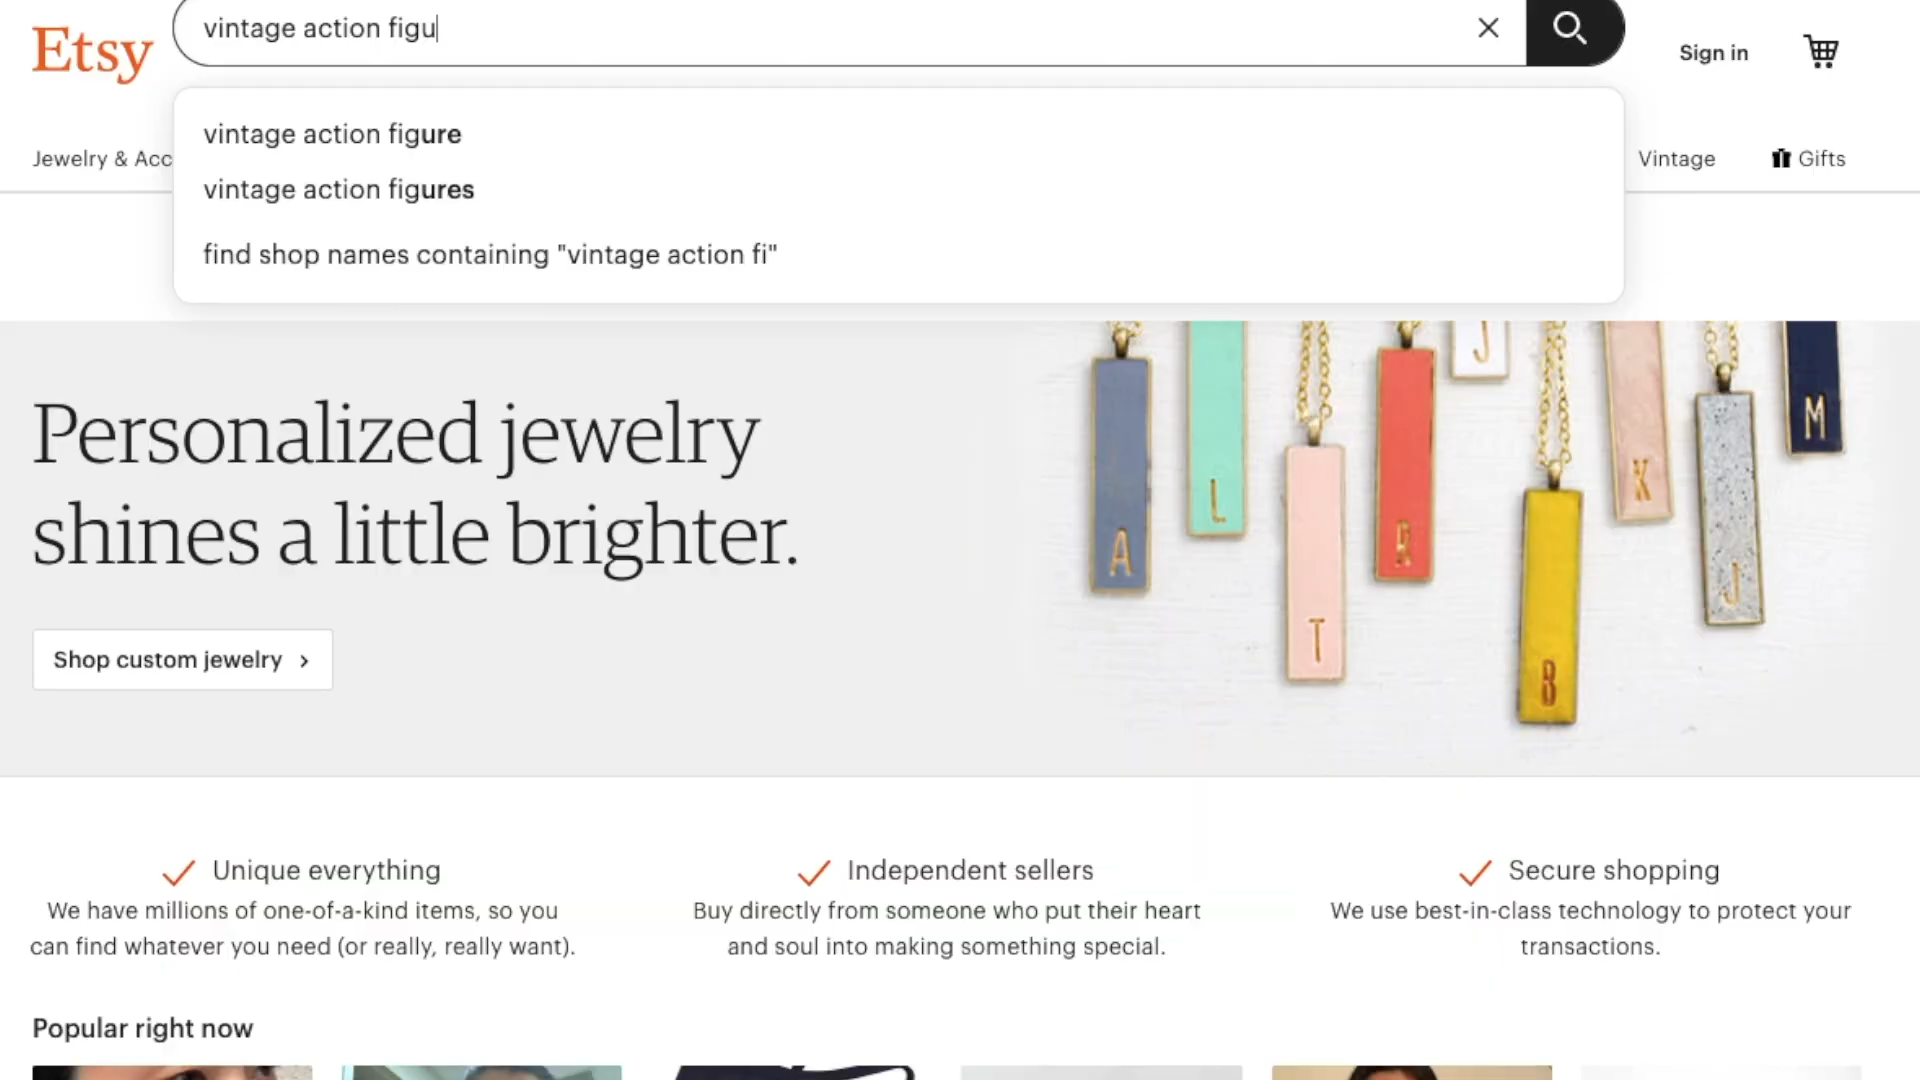 Etsy
vintage action figu
Sign in
vintage action figure
vintage action figures
find shop names containing "vintage action fi"
Jewelry & Acc
Vintage
Gifts
Personalized jewelry
shines a little brighter.
Shop custom jewelry
A
L
T
R
J
B
K
J
M
Unique everything
We have millions of one-of-a-kind items, so you
can find whatever you need (or really, really want).
Independent sellers
Buy directly from someone who put their heart
and soul into making something special.
Secure shopping
We use best-in-class technology to protect your
transactions.
Popular right now